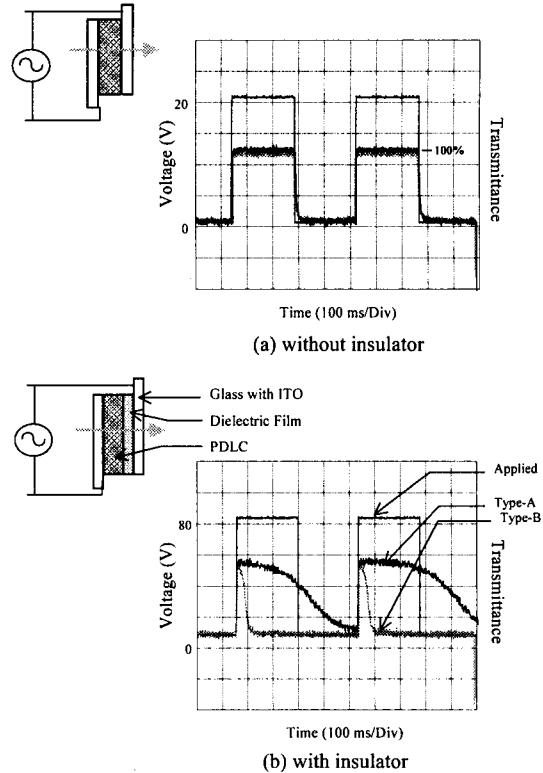 20
Voltage (V)
0
100%
Transmittance
Time (100 ms/Div)
(a) without insulator
Glass with ITO
Dielectric Film
PDLC
Applied
Type-A
Type-B
80
Voltage (V)
0
Transmittance
Time (100 ms/Div)
(b) with insulator